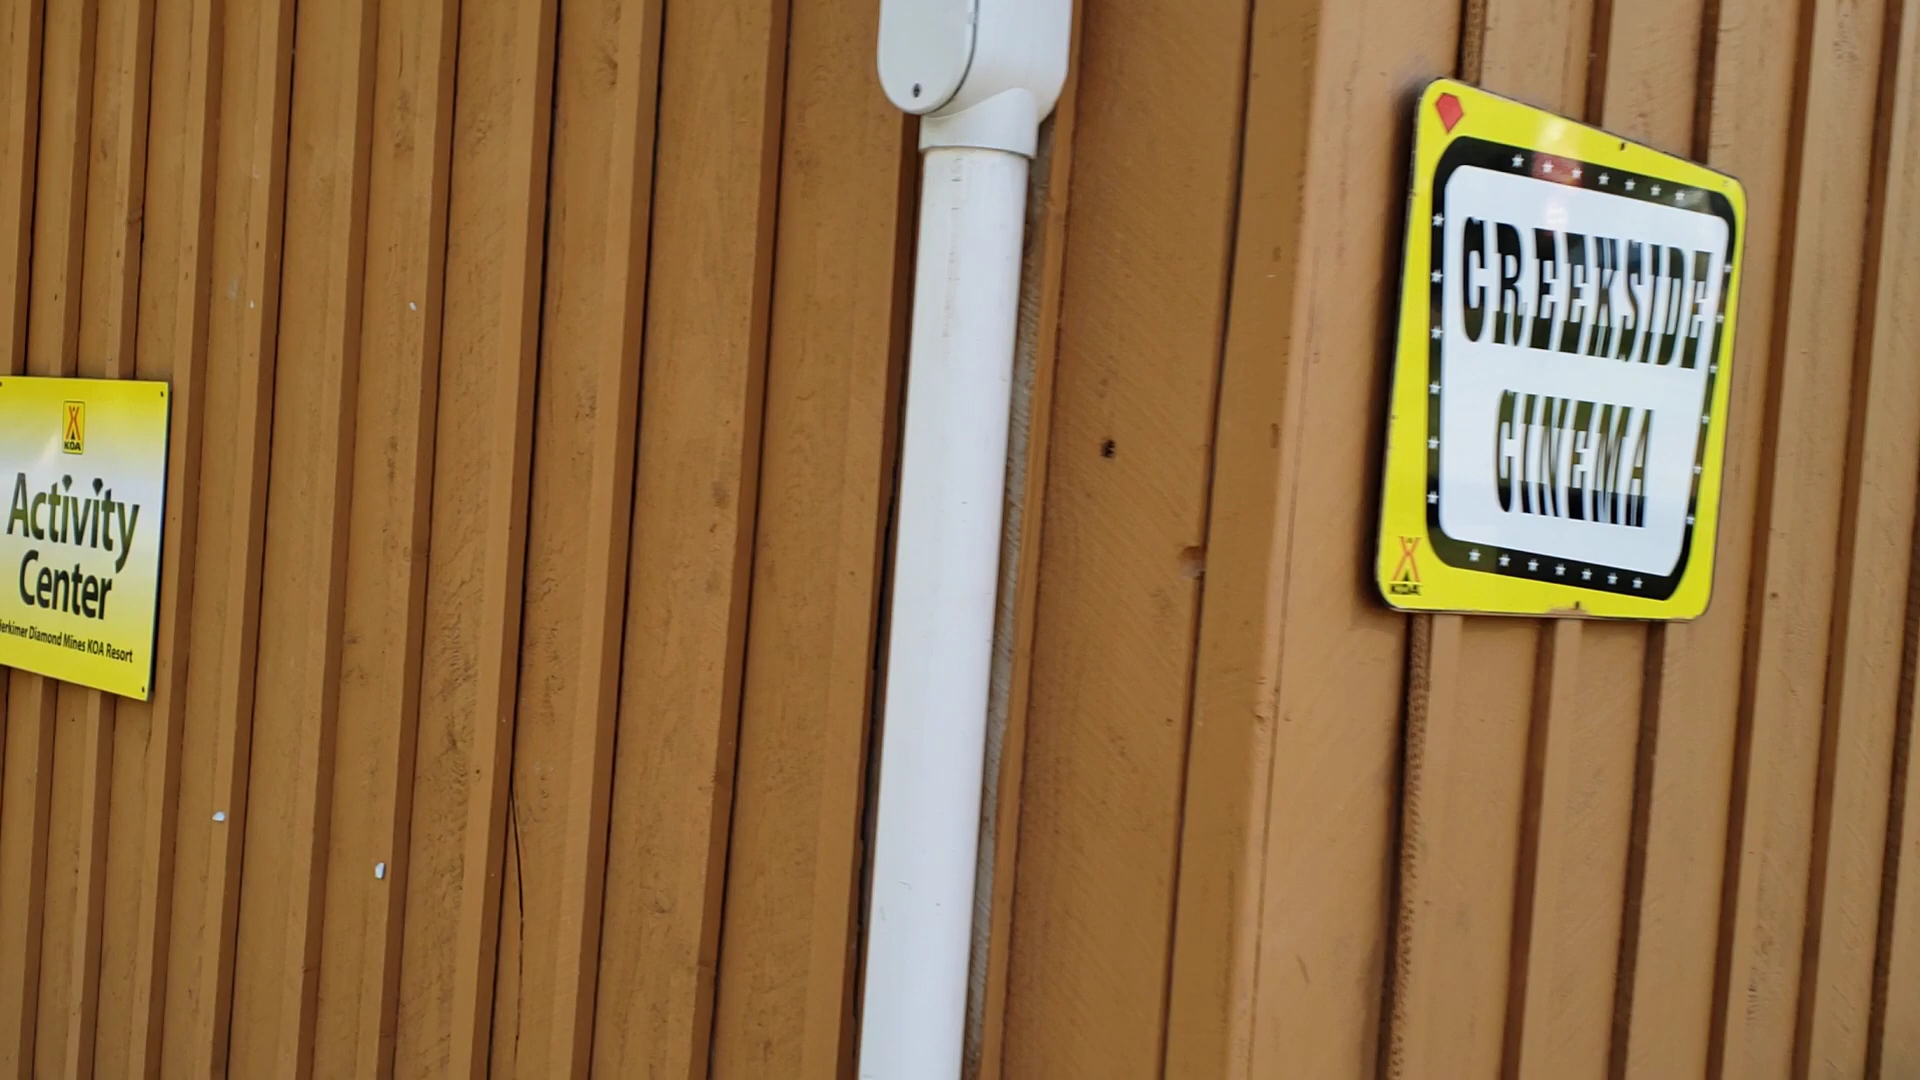 KOA
Activity
Center
Herkimer Diamond Mines KOA Resort
CREEKSIDE
CINEMA
KOA